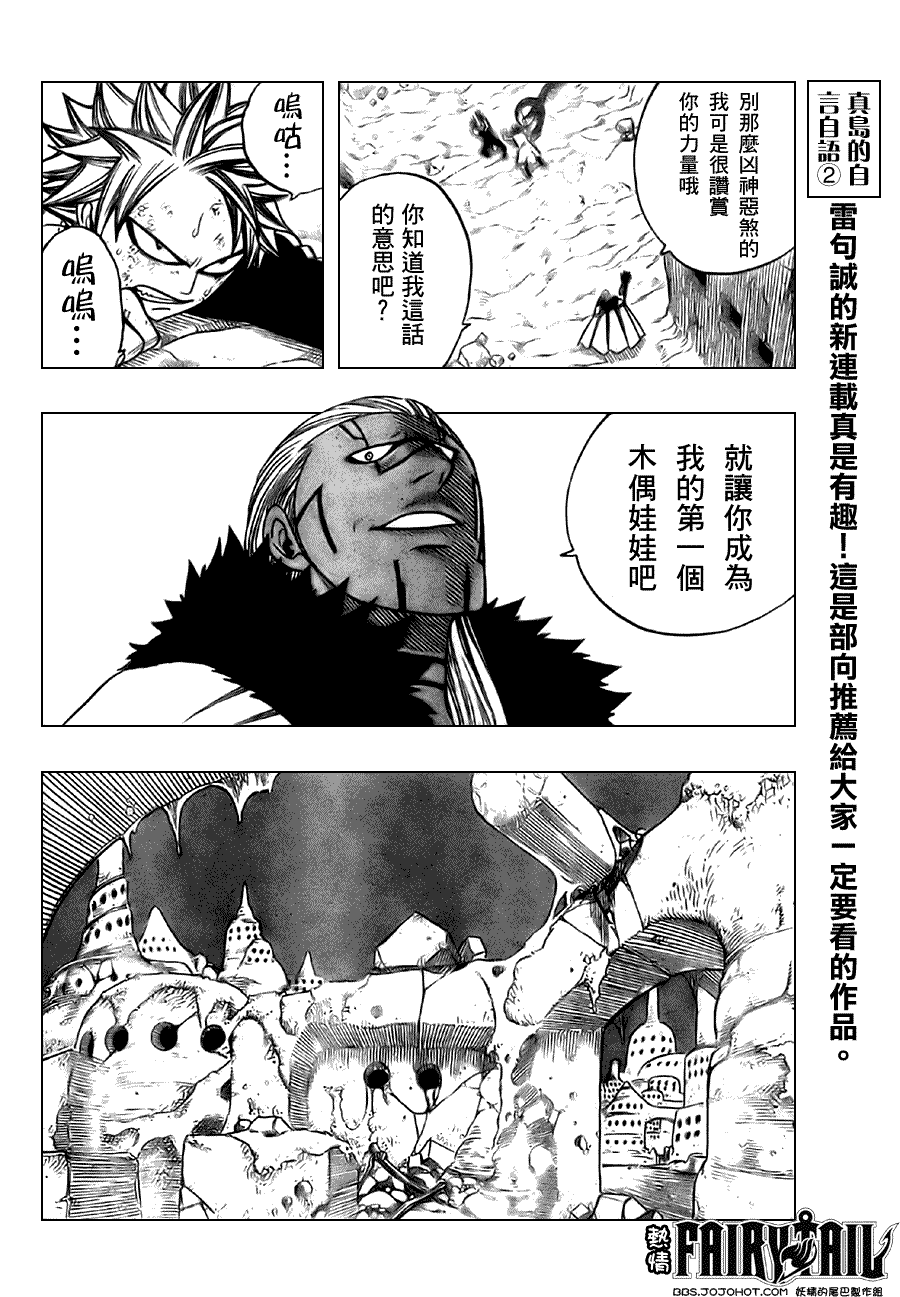 真島的自
言自語②
雷句誠的新連載真是有趣！這是部向推薦給大家一定要看的作品。
別那麼凶神惡煞的
我可是很讚賞
你的力量哦
你知道我這話
的意思吧？
嗚咕…
嗚嗚…
就讓你成為
我的第一個
木偶娃娃吧
熱情
FAIRY TAIL
BBS.JOJOHOT.COM 妖精的尾巴製作組